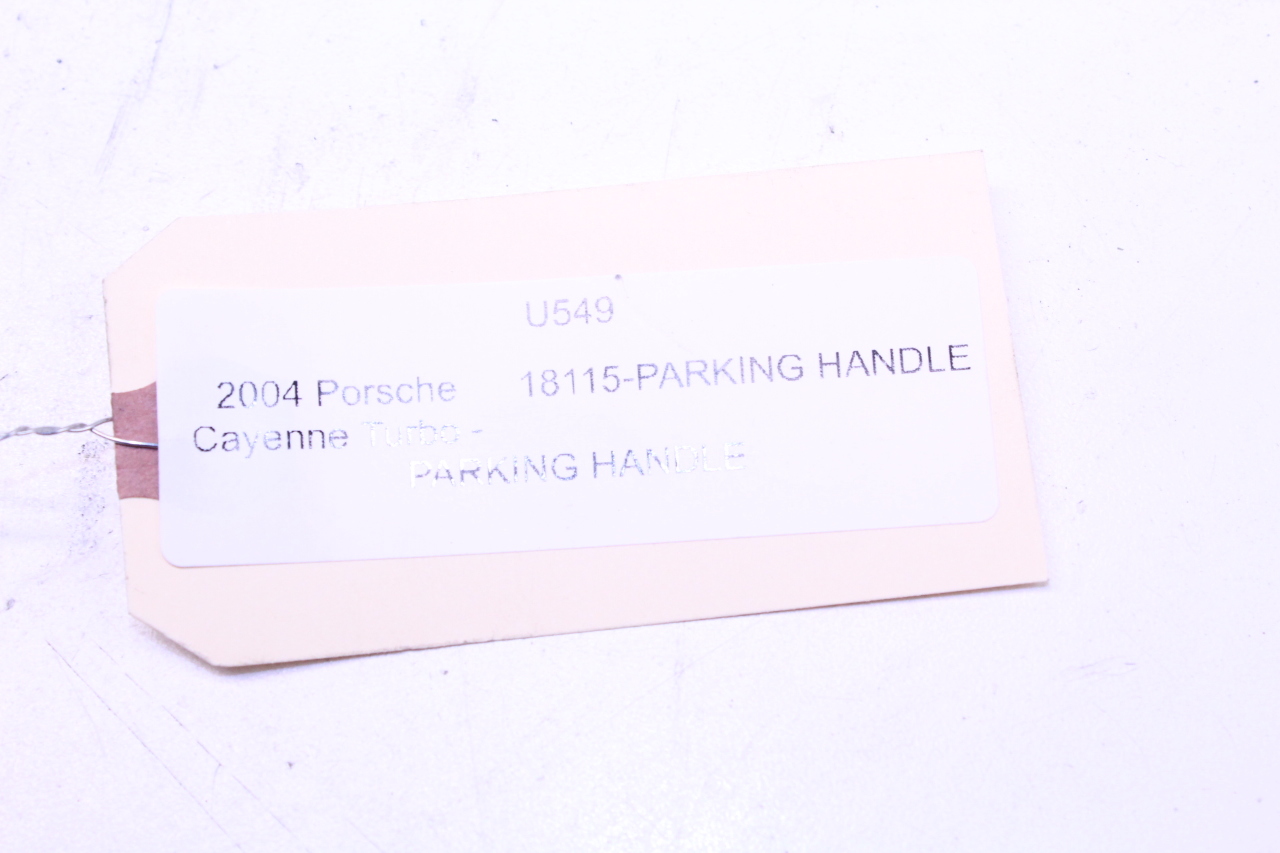 U549
2004 Porsche 18115-PARKING HANDLE
Cayenne Turbo -
PARKING HANDLE